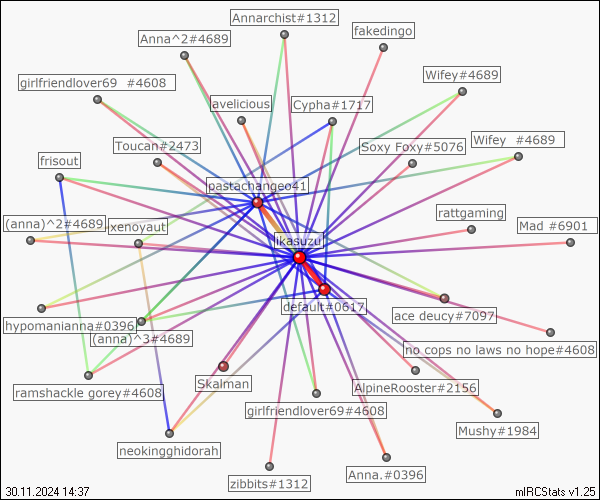 Annarchist#1312
Anna^2#4689
fakedingo
girlfriendlover69 #4608
Wifey#4689
avelicious
Cypha#1717
Toucan#2473
Soxy Foxy#5076
Wifey #4689
frisout
pastachangeo41
(anna)^2#4689
xenoyaut
rattgaming
Mad #6901
likasuzu
default#0617
hypomanianna#0396
(anna)^3#4689
ace deucy#7097
no cops no laws no hope#4608
ramshackle gorey#4608
Skalman
AlpineRooster#2156
girlfriendlover69#4608
Mushy#1984
neokingghidorah
zibbits#1312
Anna.#0396
30.11.2024 14:37
mIRCStats v1.25